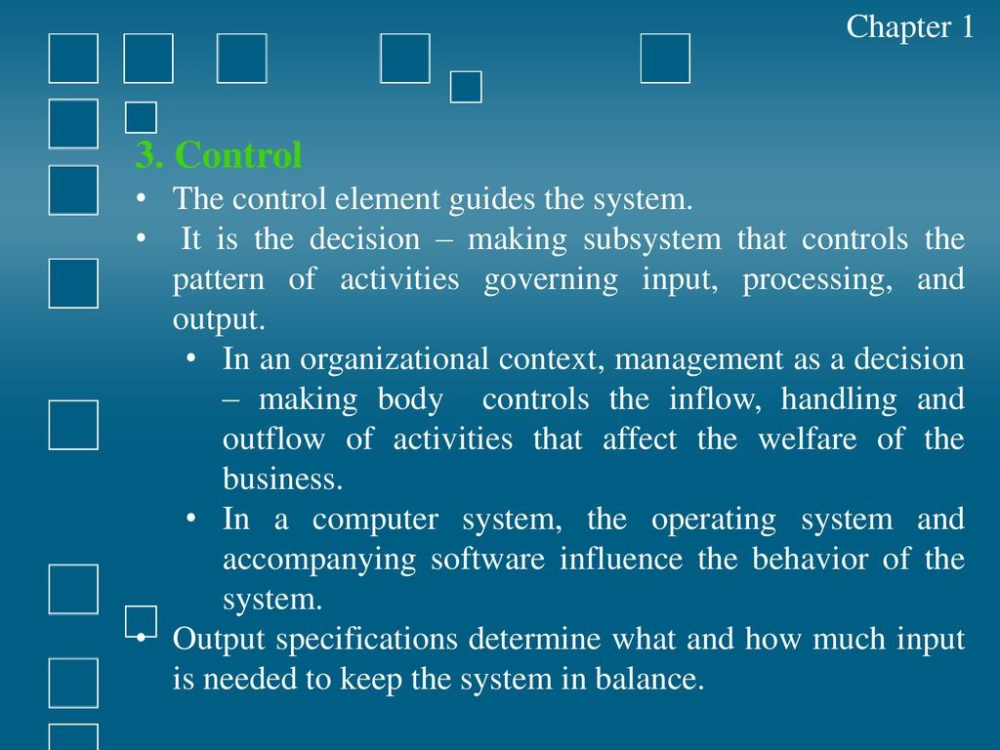 Chapter 1
3. Control
• The control element guides the system.
• It is the decision – making subsystem that controls the
pattern of activities governing input, processing, and
output.
• In an organizational context, management as a decision
– making body controls the inflow, handling and
outflow of activities that affect the welfare of the
business.
• In a computer system, the operating system and
accompanying software influence the behavior of the
system.
• Output specifications determine what and how much input
is needed to keep the system in balance.